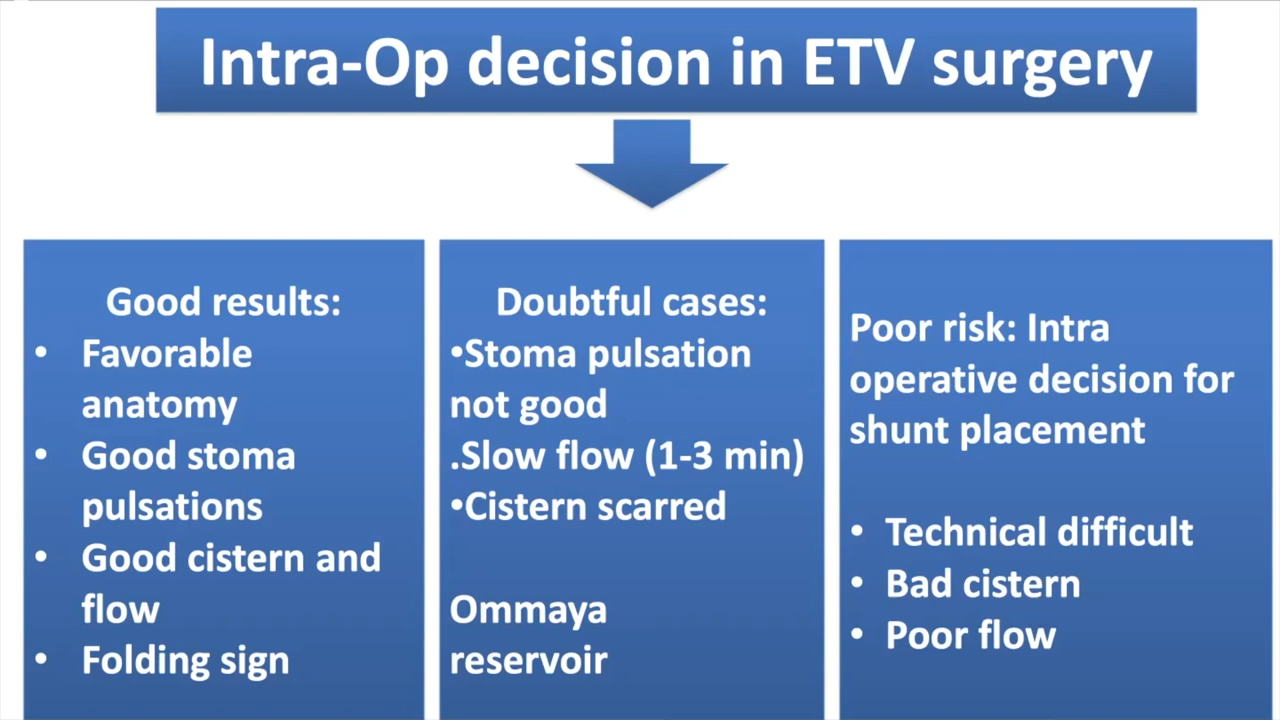 Intra-Op decision in ETV surgery
Good results:
• Favorable
anatomy
• Good stoma
pulsations
• Good cistern and
flow
• Folding sign
Doubtful cases:
•Stoma pulsation
not good
.Slow flow (1-3 min)
•Cistern scarred
Ommaya
reservoir
Poor risk: Intra
operative decision for
shunt placement
• Technical difficult
• Bad cistern
• Poor flow